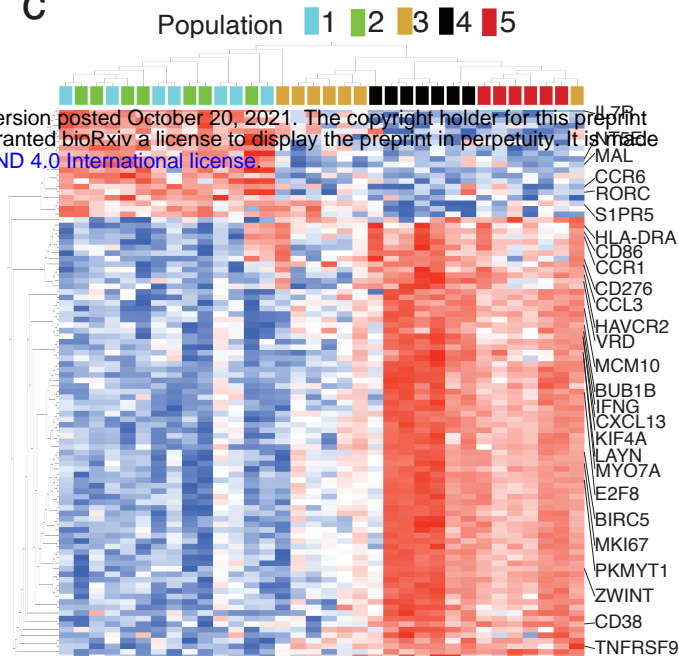 C
Population 1 2 3 4 5
ersion posted October 20, 2021. The copyright holder for this preprint
ranted bioRxiv a license to display the preprint in perpetuity. It is made
ND 4.0 International license.
IL7R
NT5E
MAL
CCR6
RORC
S1PR5
HLA-DRA
CD86
CCR1
CD276
CCL3
HAVCR2
VRD
MCM10
BUB1B
IFNG
CXCL13
KIF4A
LAYN
MYO7A
E2F8
BIRC5
MKI67
PKMYT1
ZWINT
CD38
TNFRSF9